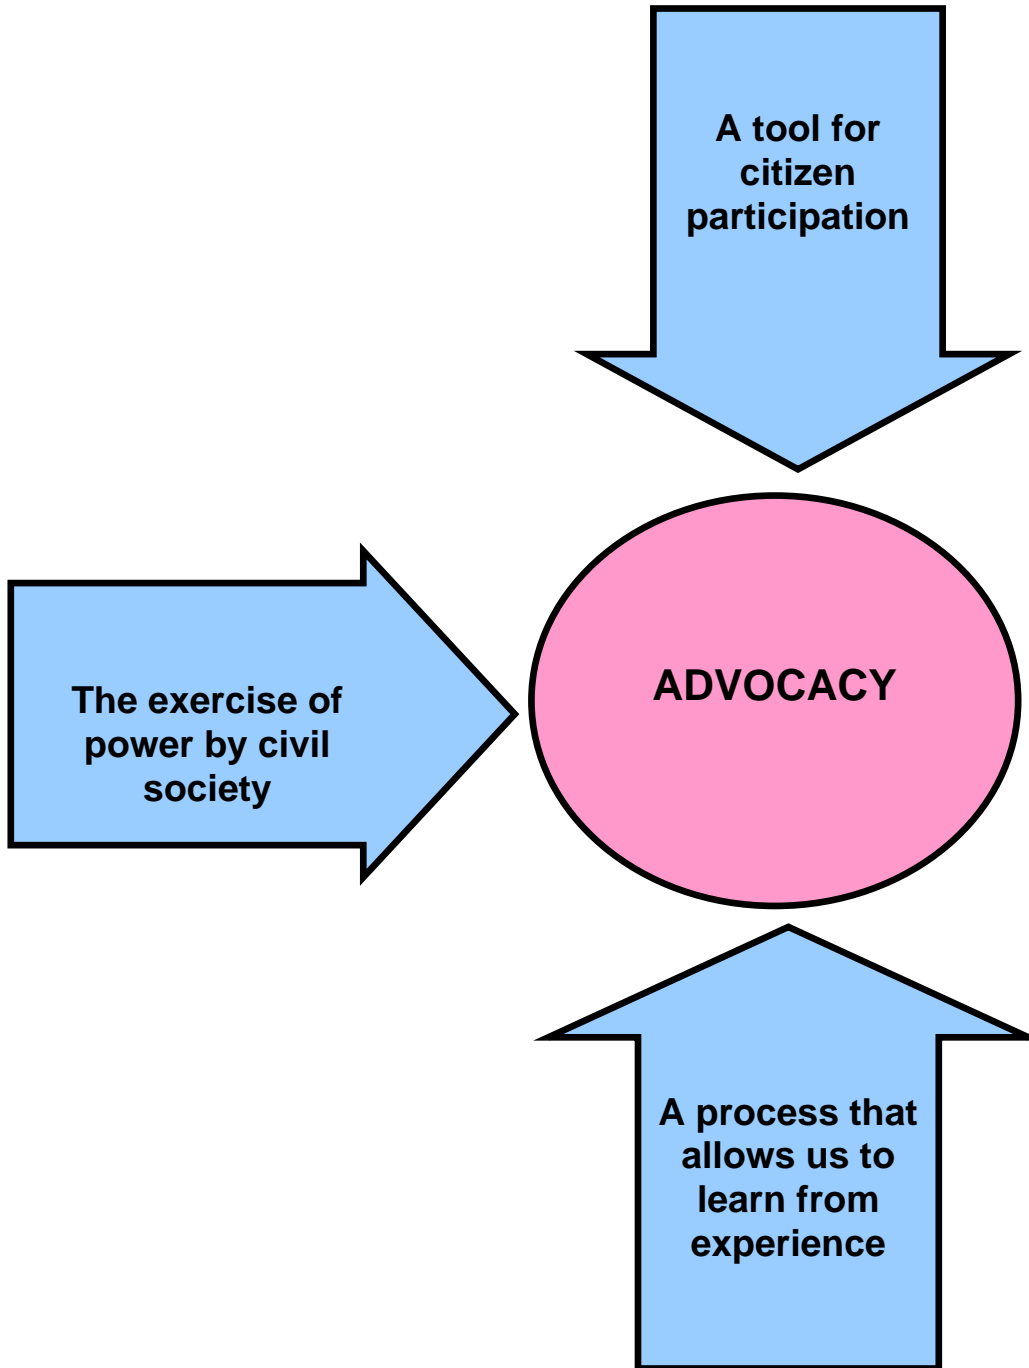 A tool for
citizen
participation
ADVOCACY
The exercise of
power by civil
society
A process that
allows us to
learn from
experience